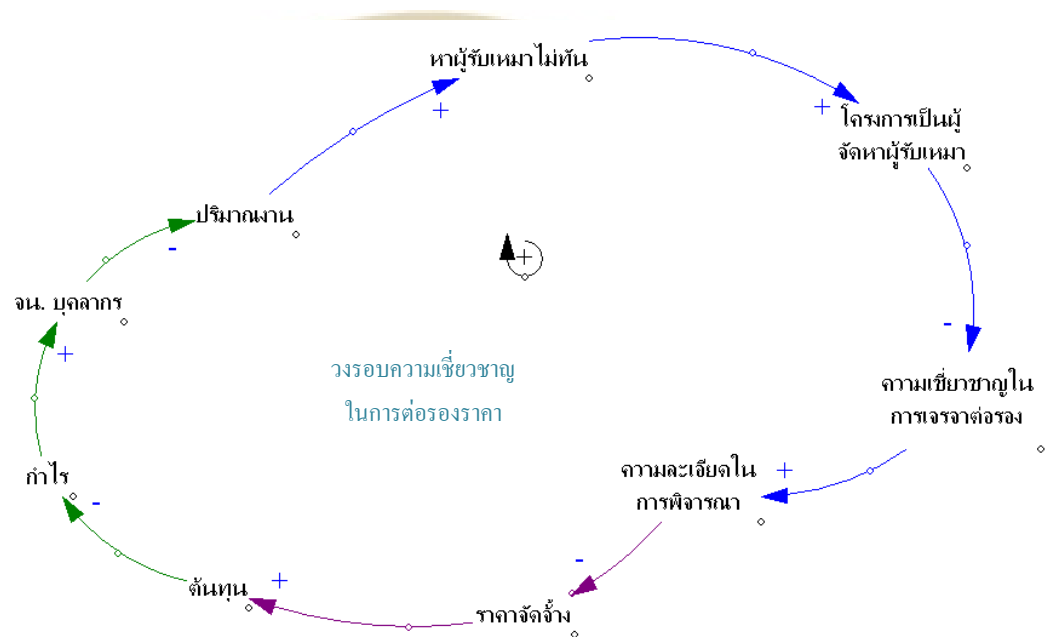 หาผู้รับเหมาไม่ทัน
+
+
โครงการเป็นผู้
จัดหาผู้รับเหมา
ปริมาณงาน
-
+
จน. บุคลากร
-
+
วงรอบความเชี่ยวชาญ
ในการต่อรองราคา
ความเชี่ยวชาญใน
การเจรจาต่อรอง
กำไร
-
ความละเอียดใน
การพิจารณา
+
-
ต้นทุน
+
ราคาจัดจ้าง